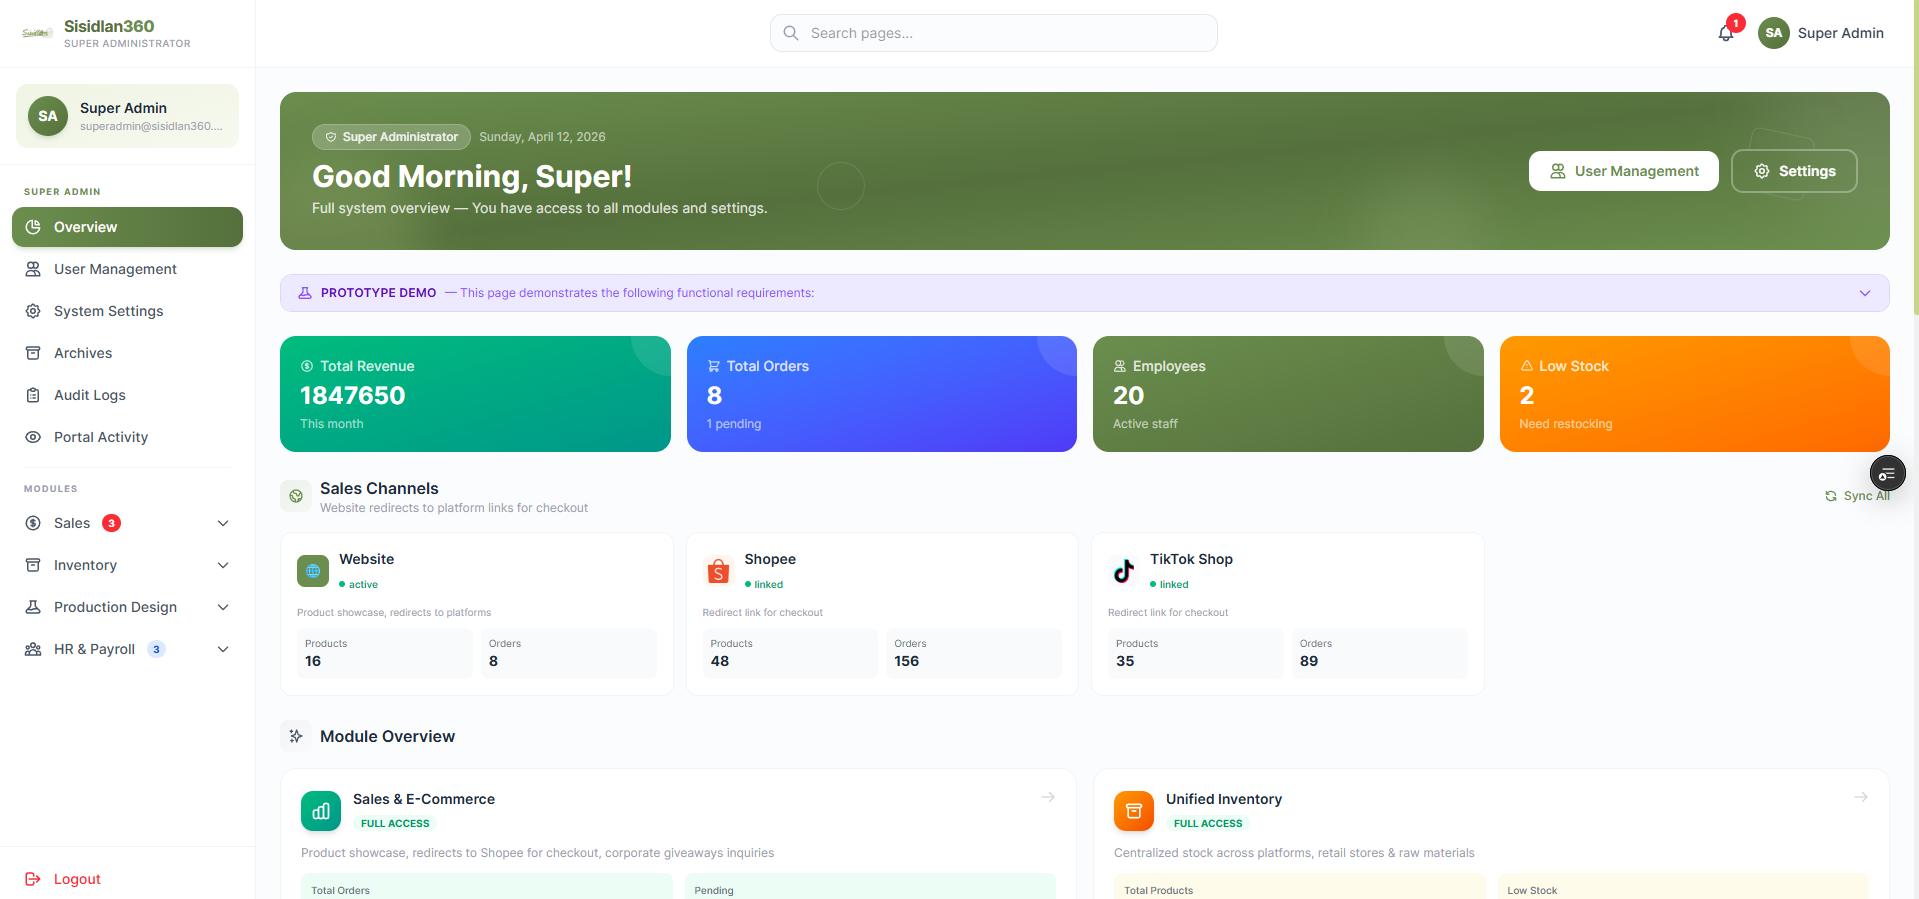 Sisidlan360
SUPER ADMINISTRATOR
Search pages...
1
SA
Super Admin
SA
Super Admin
superadmin@sisidlan360....
SUPER ADMIN
Overview
User Management
System Settings
Archives
Audit Logs
Portal Activity
MODULES
Sales 3
Inventory
Production Design
HR & Payroll 3
Logout
Super Administrator Sunday, April 12, 2026
Good Morning, Super!
Full system overview — You have access to all modules and settings.
User Management
Settings
PROTOTYPE DEMO — This page demonstrates the following functional requirements:
Total Revenue
1847650
This month
Total Orders
8
1 pending
Employees
20
Active staff
Low Stock
2
Need restocking
Sales Channels
Website redirects to platform links for checkout
Sync All
Website
active
Product showcase, redirects to platforms
Products
16
Orders
8
Shopee
linked
Redirect link for checkout
Products
48
Orders
156
TikTok Shop
linked
Redirect link for checkout
Products
35
Orders
89
Module Overview
Sales & E-Commerce
FULL ACCESS
Product showcase, redirects to Shopee for checkout, corporate giveaways inquiries
Total Orders
Pending
Unified Inventory
FULL ACCESS
Centralized stock across platforms, retail stores & raw materials
Total Products
Low Stock